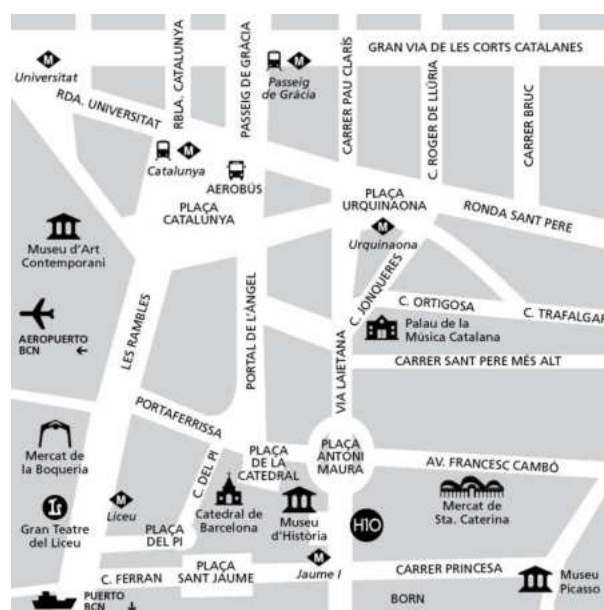 GRAN VIA DE LES CORTS CATALANES
M
Universitat
RDA. UNIVERSITAT
RBLA. CATALUNYA
PASSEIG DE GRÀCIA
M
Passeig
de Gràcia
CARRER PAU CLARÍS
C. ROGER DE LLÚRIA
CARRER BRUC
M
Catalunya
AEROBÚS
PLAÇA
CATALUNYA
PLAÇA
URQUINAONA
RONDA SANT PERE
M
Urquinaona
Museu d'Art
Contemporani
C. JONQUERES
C. ORTIGOSA
C. TRAFALGAR
AEROPUERTO
BCN ←
LES RAMBLES
PORTAL DE L'ÀNGEL
VIA LAIETANA
Palau de la
Música Catalana
CARRER SANT PERE MÉS ALT
PORTAFERRISSA
Mercat de
la Boqueria
C. DEL PI
PLAÇA
DE LA
CATEDRAL
PLAÇA
ANTONI
MAURA
AV. FRANCESC CAMBÓ
Gran Teatre
del Liceu
M
Liceu
PLAÇA
DEL PI
Catedral de
Barcelona
Museu
d'Història
H10
Mercat de
Sta. Caterina
C. FERRAN
PLAÇA
SANT JAUME
M
Jaume I
CARRER PRINCESA
Museu
Picasso
PUERTO
BCN ↓
BORN